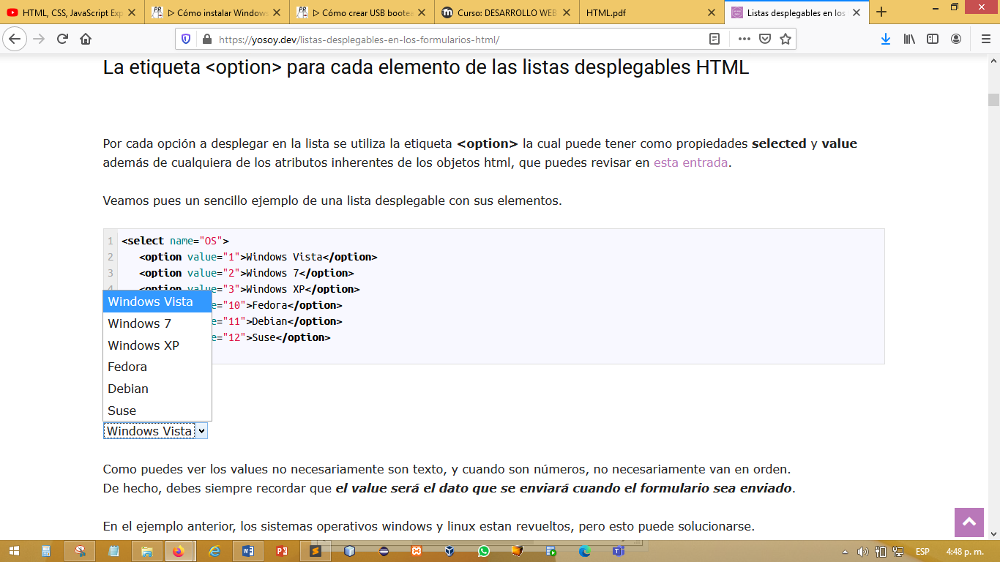 HTML, CSS, JavaScript Exp
▷ Cómo instalar Window
▷ Cómo crear USB bootea
Curso: DESARROLLO WEB
HTML.pdf
Listas desplegables en los
https://yosoy.dev/listas-desplegables-en-los-formularios-html/
La etiqueta <option> para cada elemento de las listas desplegables HTML
Por cada opción a desplegar en la lista se utiliza la etiqueta <option> la cual puede tener como propiedades selected y value
además de cualquiera de los atributos inherentes de los objetos html, que puedes revisar en esta entrada.
Veamos pues un sencillo ejemplo de una lista desplegable con sus elementos.
1 <select name="OS">
2 <option value="1">Windows Vista</option>
3 <option value="2">Windows 7</option>
4 <option value="3">Windows XP</option>
e="10">Fedora</option>
e="11">Debian</option>
e="12">Suse</option>
Windows Vista
Windows 7
Windows XP
Fedora
Debian
Suse
Windows Vista
Como puedes ver los values no necesariamente son texto, y cuando son números, no necesariamente van en orden.
De hecho, debes siempre recordar que el value será el dato que se enviará cuando el formulario sea enviado.
En el ejemplo anterior, los sistemas operativos windows y linux estan revueltos, pero esto puede solucionarse.
ESP
4:48 p. m.